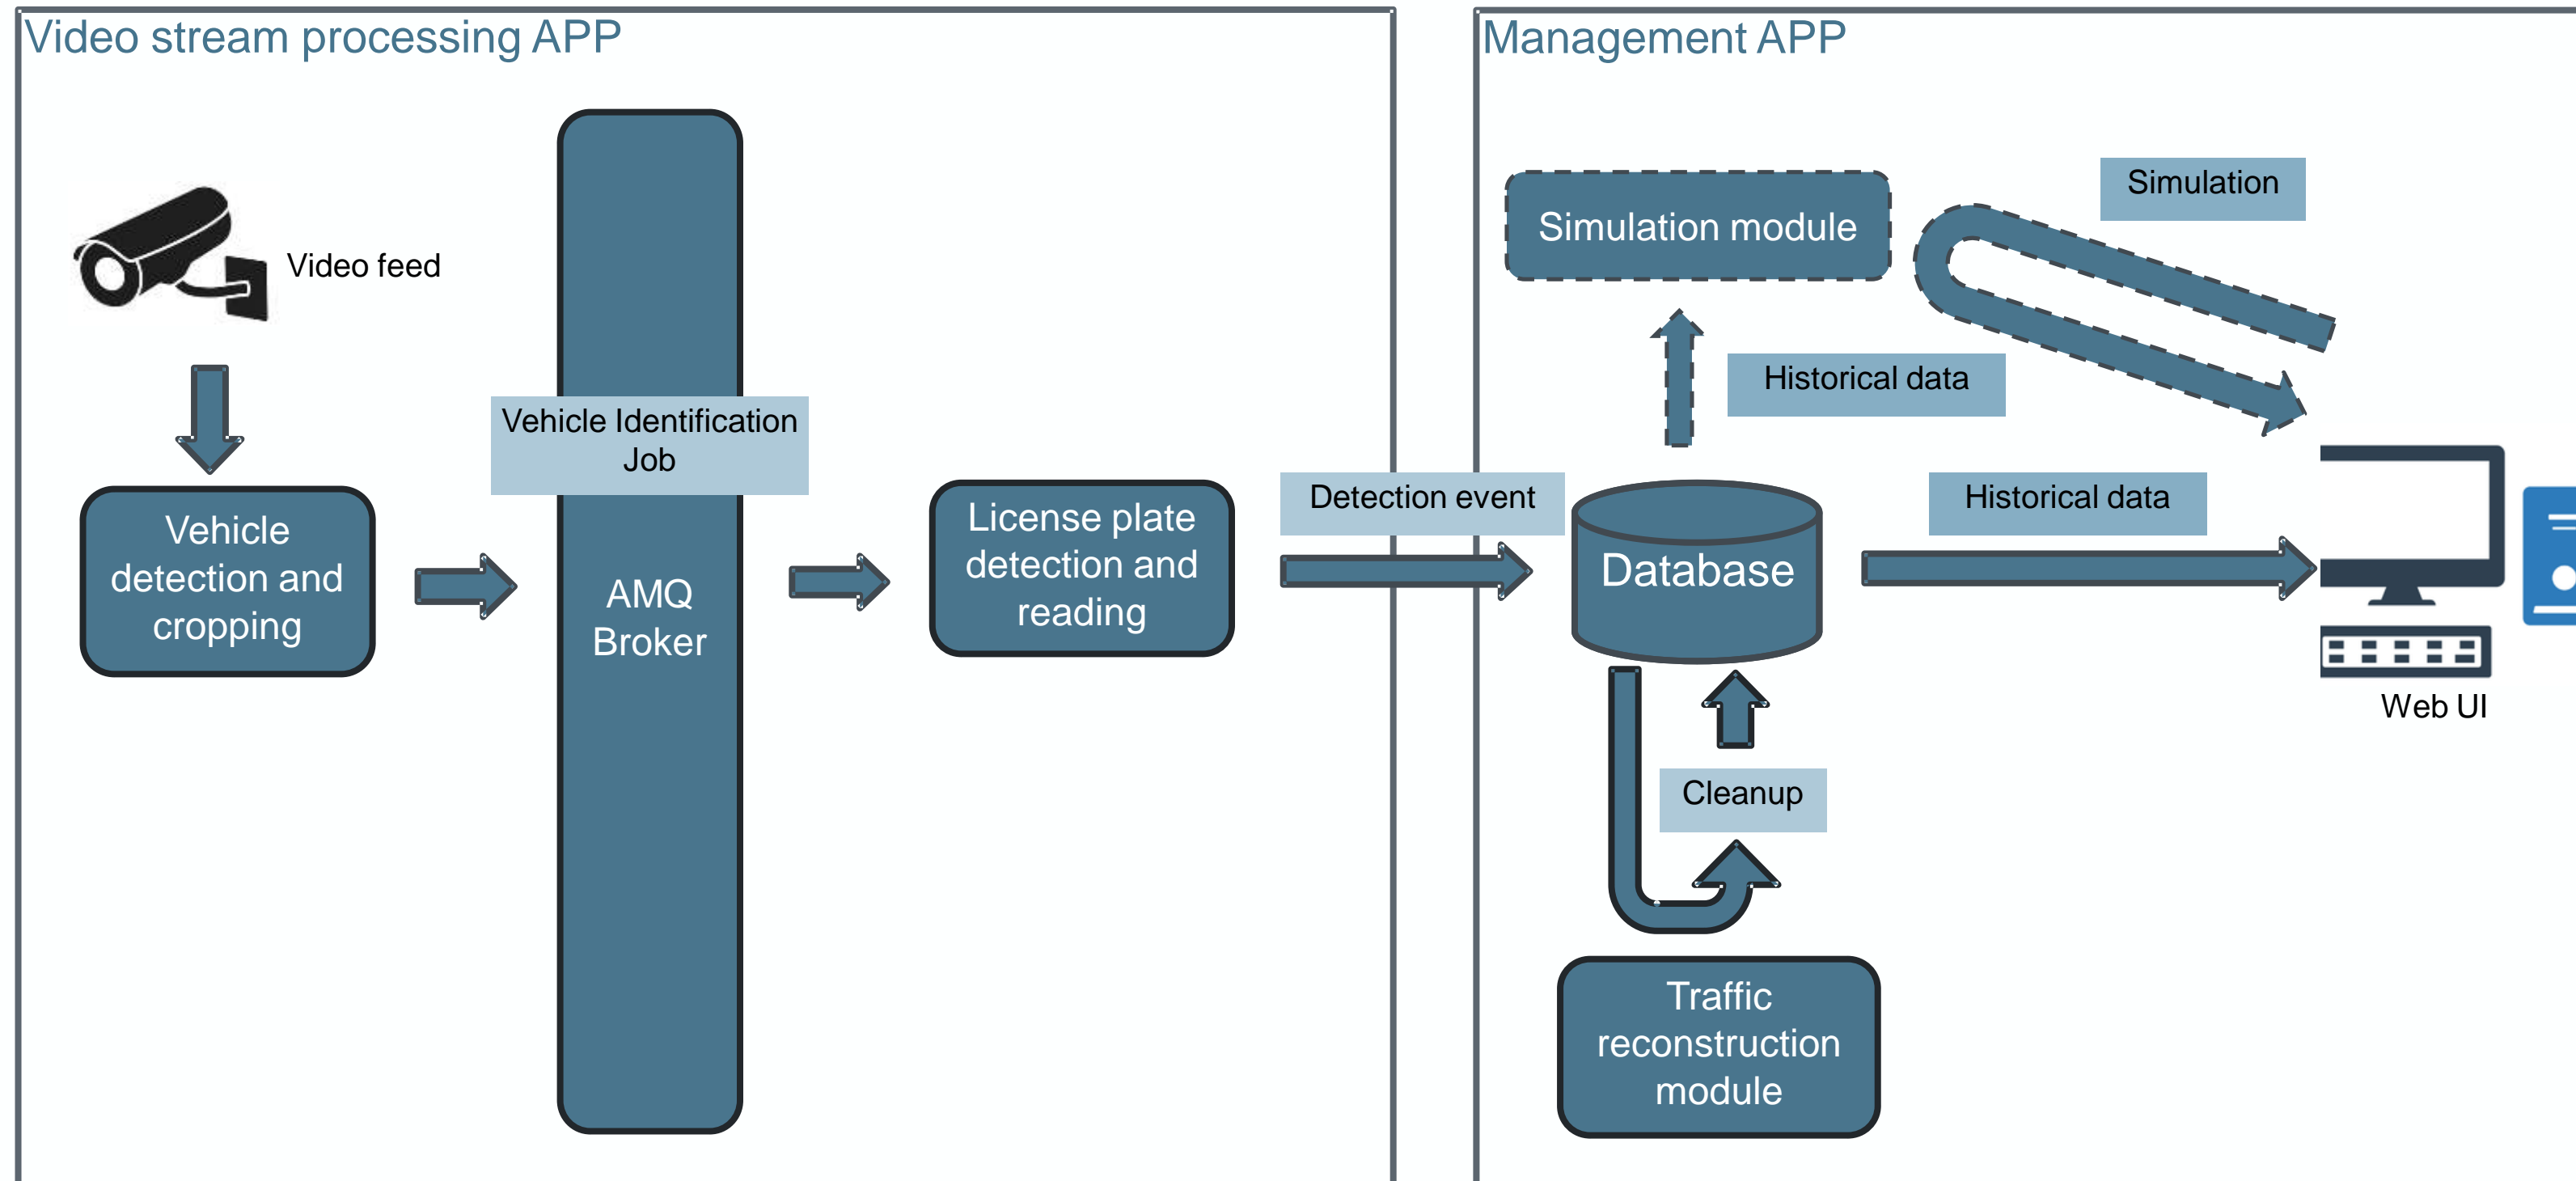 Video stream processing APP
Management APP
Simulation
Simulation module
Video feed
Historical data
Vehicle Identification
Job
Detection event
Historical data
License plate
detection and
reading
Vehicle
detection and
cropping
Database
AMQ
Broker
Web UI
Cleanup
Traffic
reconstruction
module